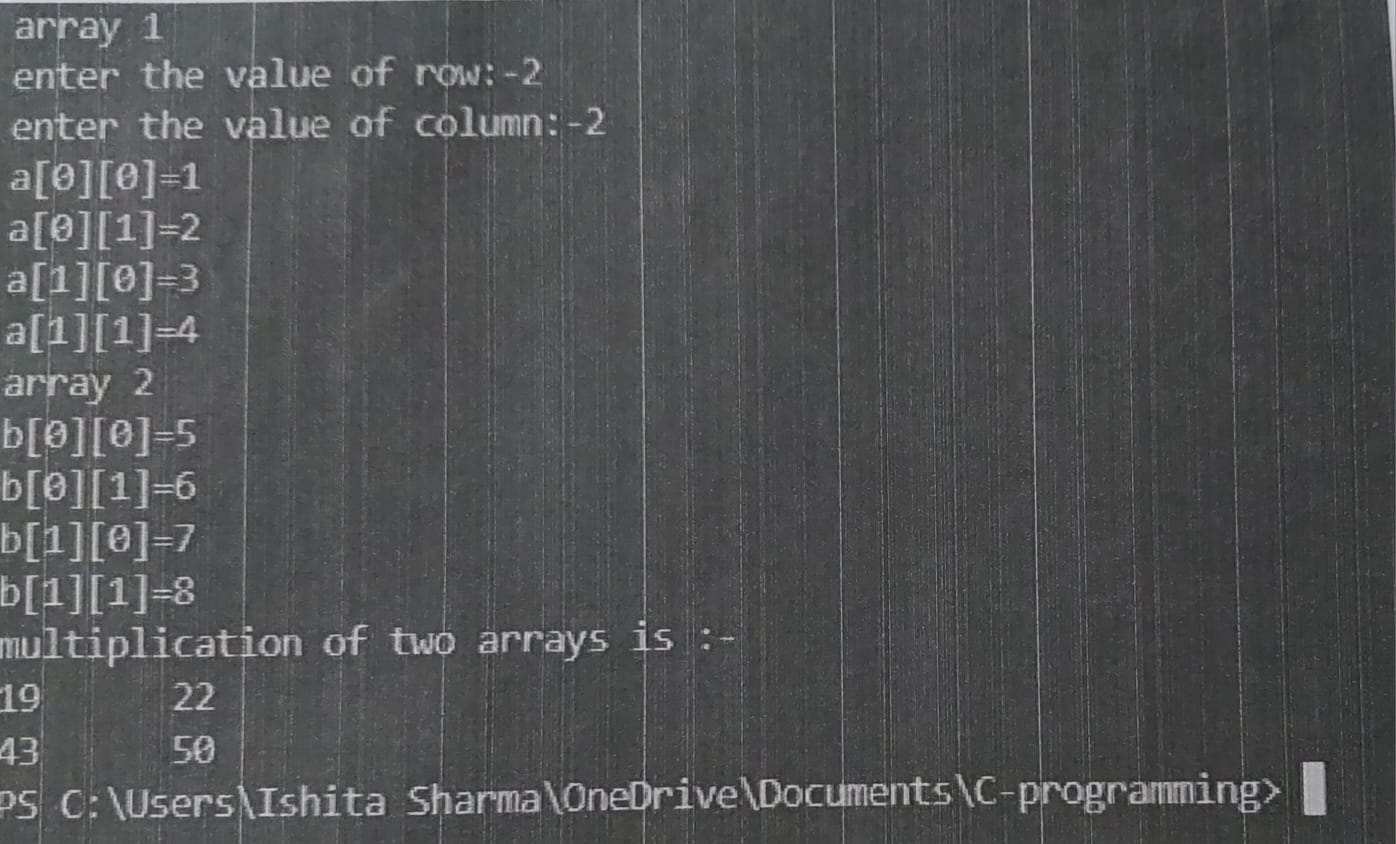 array 1
enter the value of row:-2
enter the value of column:-2
a[0][0]=1
a[0][1]=2
a[1][0]=3
a[1][1]=4
array 2
b[0][0]=5
b[0][1]=6
b[1][0]=7
b[1][1]=8
multiplication of two arrays is :-
19 22
43 50
PS C:\Users\Ishita Sharma\OneDrive\Documents\C-programming>